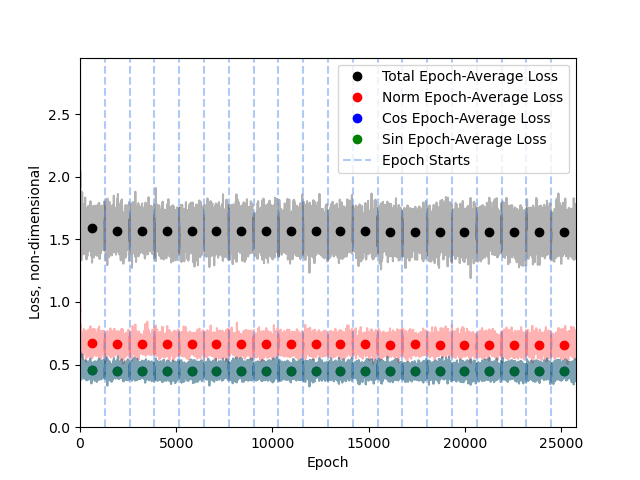 Total Epoch-Average Loss
Norm Epoch-Average Loss
Cos Epoch-Average Loss
Sin Epoch-Average Loss
Epoch Starts
Loss, non-dimensional
2.5
2.0
1.5
1.0
0.5
0.0
0 5000 10000 15000 20000 25000
Epoch